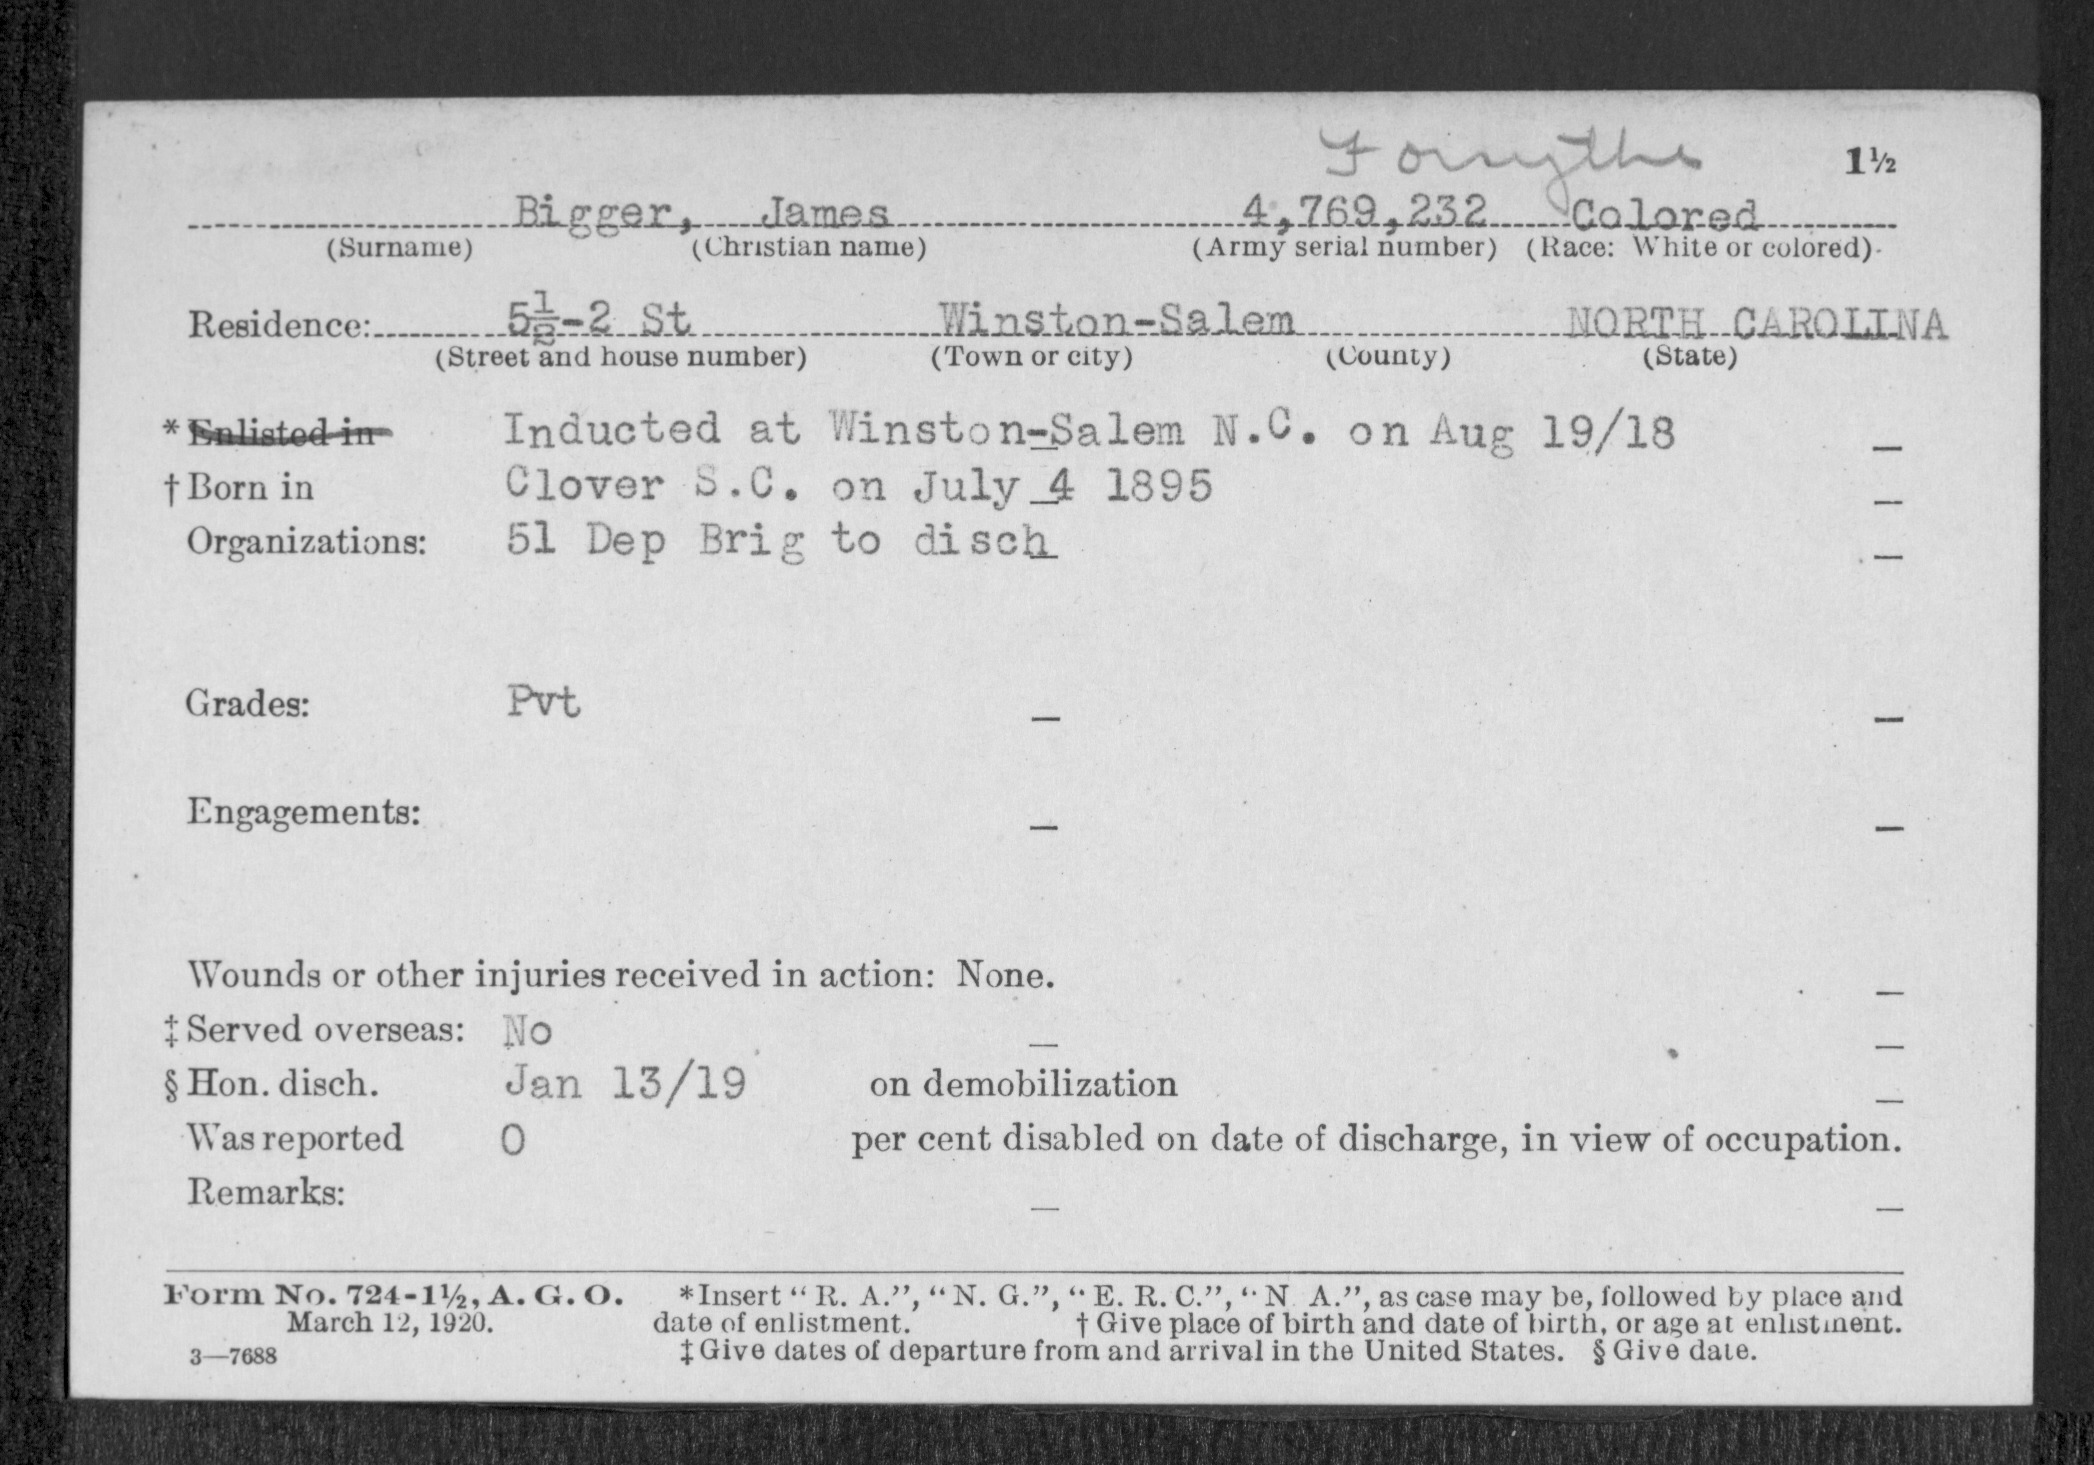 Forsythe 1½
Bigger, James 4,769,232 Colored
(Surname) (Christian name) (Army serial number) (Race: White or colored)
Residence: 5½-2 St Winston-Salem NORTH CAROLINA
(Street and house number) (Town or city) (County) (State)
* Enlisted in Inducted at Winston-Salem N.C. on Aug 19/18
† Born in Clover S.C. on July 4 1895
Organizations: 51 Dep Brig to disch
Grades: Pvt
Engagements:
Wounds or other injuries received in action: None.
‡ Served overseas: No
§ Hon. disch. Jan 13/19 on demobilization
Was reported 0 per cent disabled on date of discharge, in view of occupation.
Remarks:
Form No. 724-1½, A. G. O. *Insert "R. A.", "N. G.", "E. R. C.", "N A.", as case may be, followed by place and
March 12, 1920. date of enlistment. † Give place of birth and date of birth, or age at enlistment.
3—7688 ‡ Give dates of departure from and arrival in the United States. § Give date.